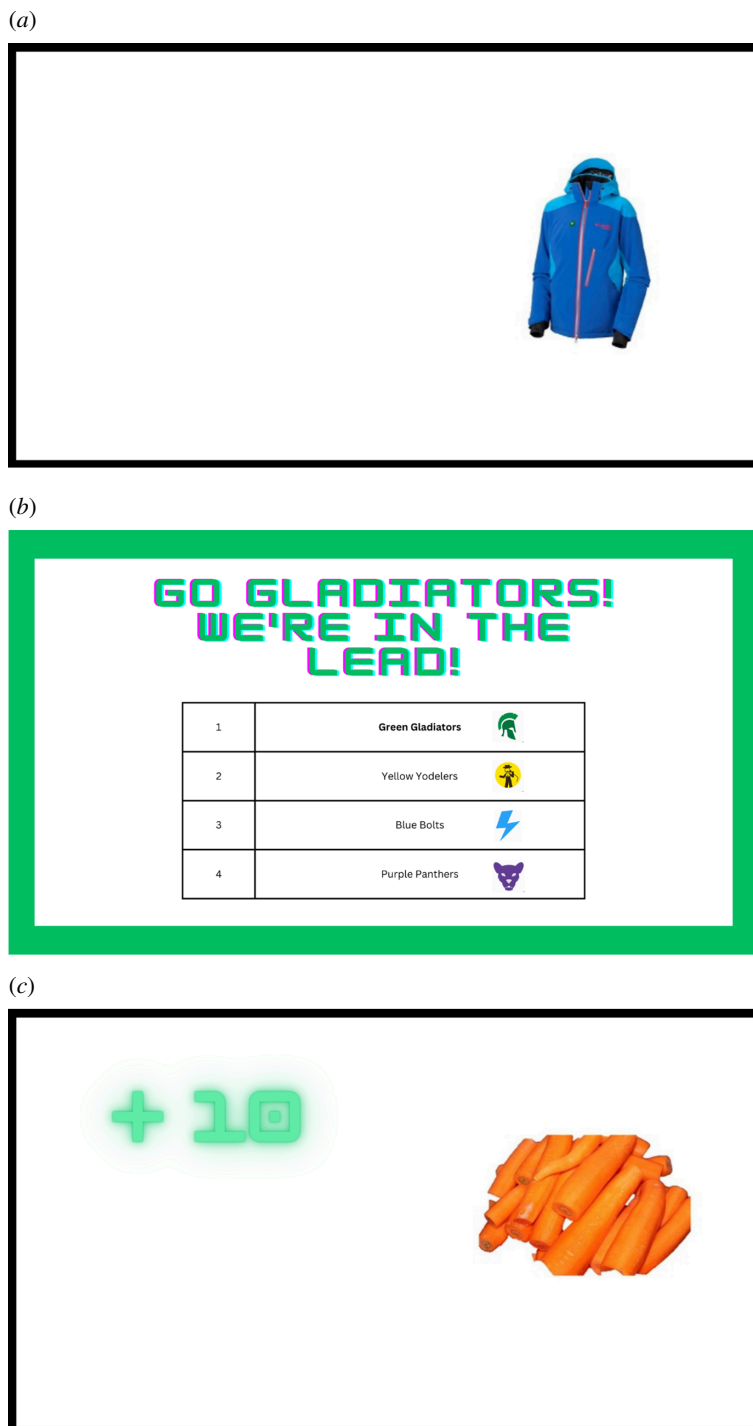 (a)
(b)
GO GLADIATORS!
WE'RE IN THE
LEAD!
1 Green Gladiators
2 Yellow Yodelers
3 Blue Bolts
4 Purple Panthers
(c)
+ 10